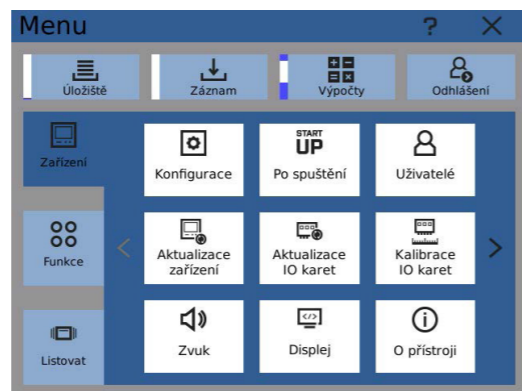 Menu ?
Úložiště Záznam Výpočty Odhlášení
Zařízení
Konfigurace
START
UP
Po spuštění
Uživatelé
Funkce
Aktualizace
zařízení
Aktualizace
IO karet
Kalibrace
IO karet
Listovat
Zvuk
Displej
O přístroji